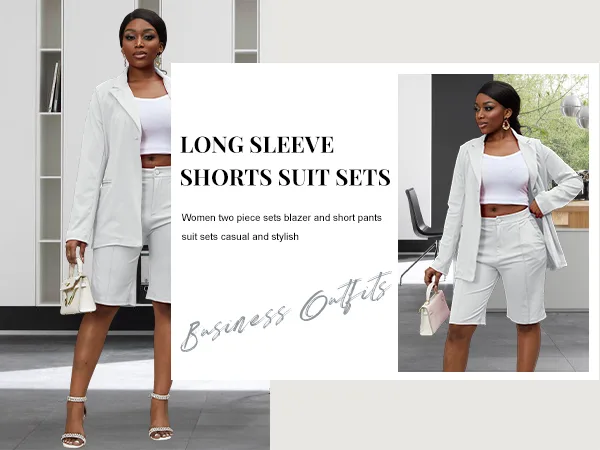 LONG SLEEVE
SHORTS SUIT SETS
Women two piece sets blazer and short pants
suit sets casual and stylish
Business Outfits